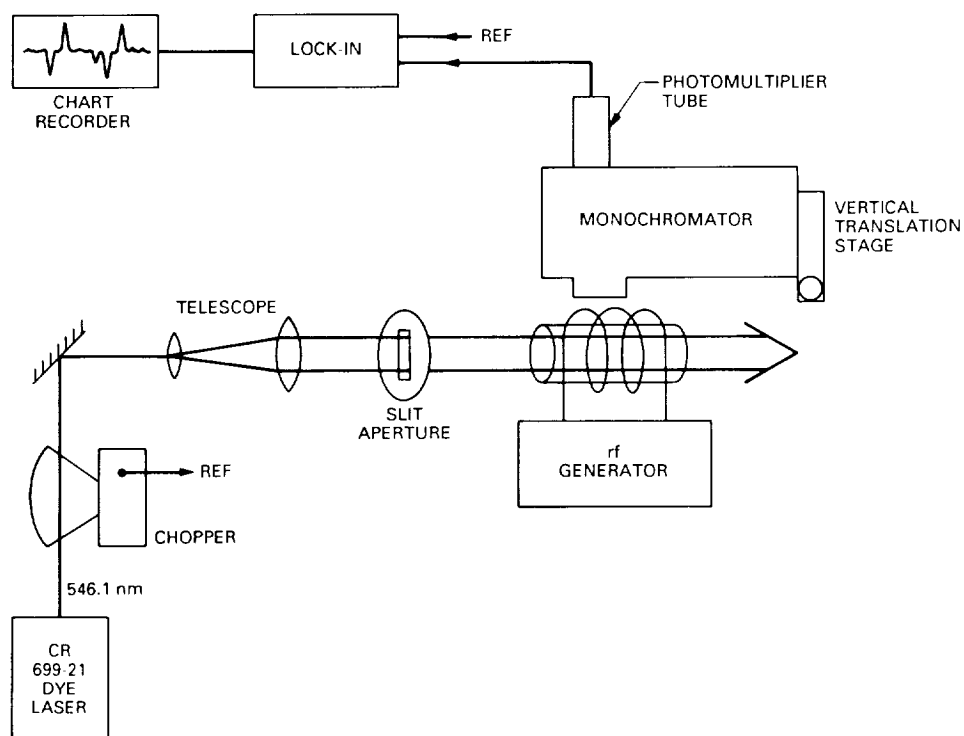 LOCK-IN
REF
CHART
RECORDER
PHOTOMULTIPLIER
TUBE
MONOCHROMATOR
VERTICAL
TRANSLATION
STAGE
TELESCOPE
SLIT
APERTURE
rf
GENERATOR
REF
CHOPPER
546.1 nm
CR
699-21
DYE
LASER